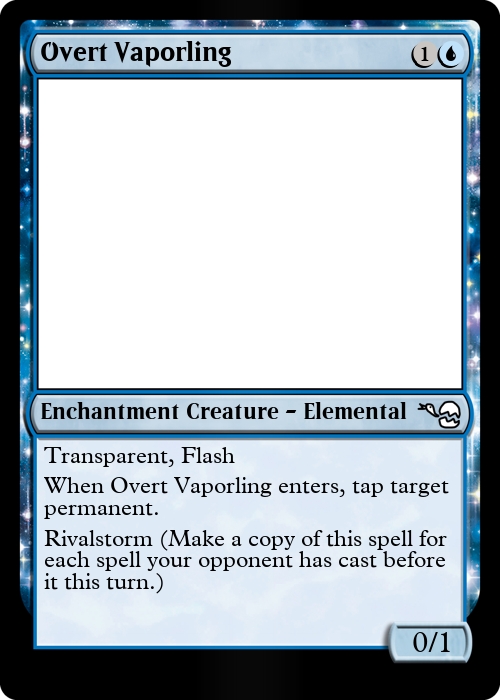 Overt Vaporling 1
Enchantment Creature – Elemental
Transparent, Flash
When Overt Vaporling enters, tap target
permanent.
Rivalstorm (Make a copy of this spell for
each spell your opponent has cast before
it this turn.)
0/1